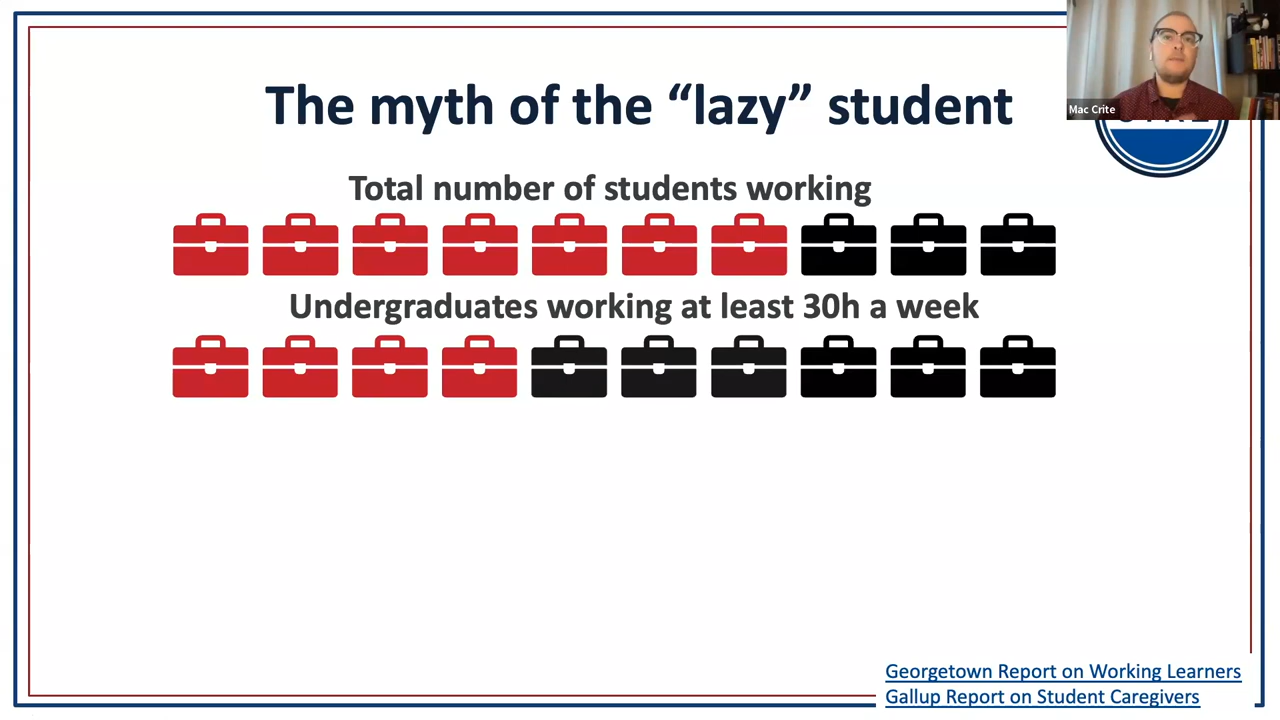 The myth of the “lazy” student
Mac Crite
Total number of students working
Undergraduates working at least 30h a week
Georgetown Report on Working Learners
Gallup Report on Student Caregivers